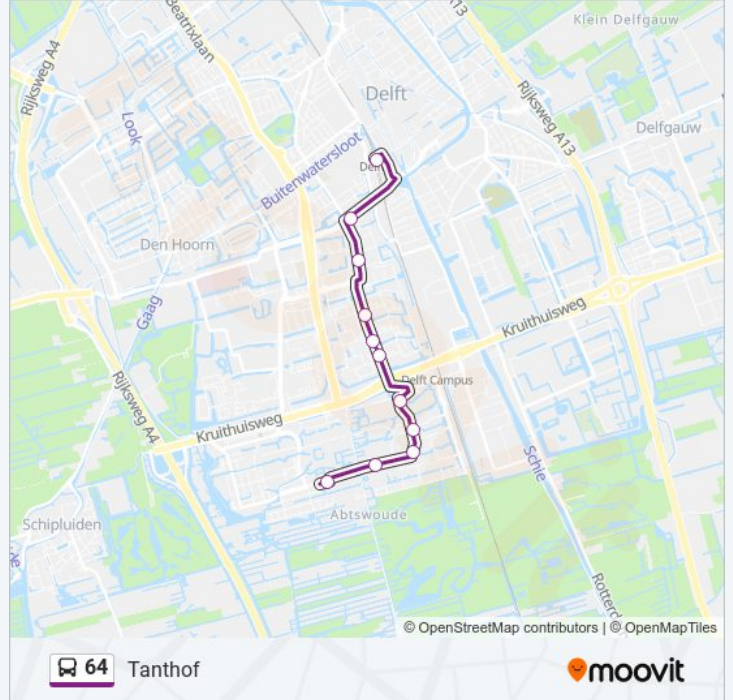 Beatrixlaan
A13
Klein Delfgauw
Rijksweg A4
Look
Delft
Rijksweg A13
Delfgauw
Buitenwatersloot
Den Hoorn
Gaag
Kruithuisweg
Rijksweg A4
Delft Campus
Kruithuisweg
Schie
Abtswoude
Schipluiden
Rotterd
© OpenStreetMap contributors | © OpenMapTiles
64 Tanthof
moovit